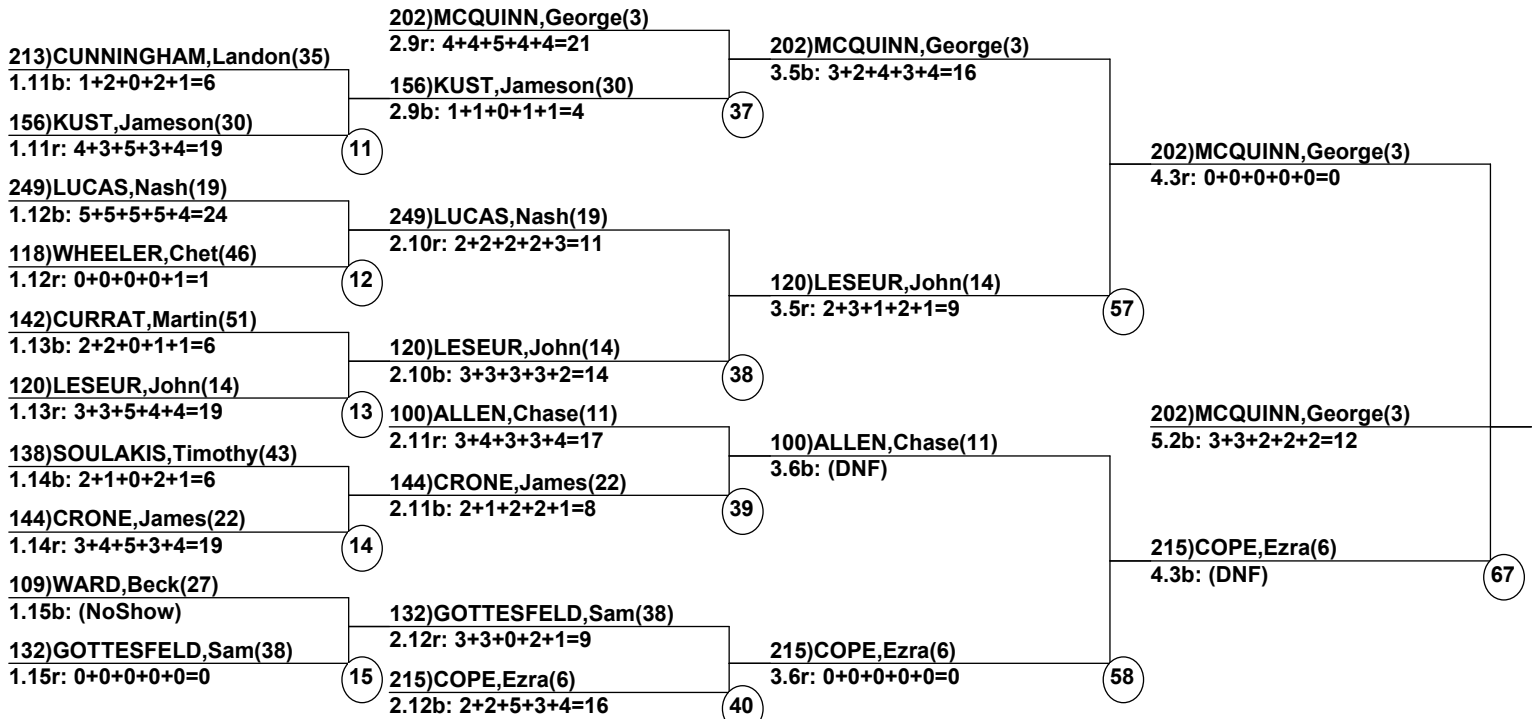 213)CUNNINGHAM,Landon(35)
1.11b: 1+2+0+2+1=6
156)KUST,Jameson(30)
1.11r: 4+3+5+3+4=19
11
249)LUCAS,Nash(19)
1.12b: 5+5+5+5+4=24
118)WHEELER,Chet(46)
1.12r: 0+0+0+0+1=1
12
142)CURRAT,Martin(51)
1.13b: 2+2+0+1+1=6
120)LESEUR,John(14)
1.13r: 3+3+5+4+4=19
13
138)SOULAKIS,Timothy(43)
1.14b: 2+1+0+2+1=6
144)CRONE,James(22)
1.14r: 3+4+5+3+4=19
14
109)WARD,Beck(27)
1.15b: (NoShow)
132)GOTTESFELD,Sam(38)
1.15r: 0+0+0+0+0=0
15
202)MCQUINN,George(3)
2.9r: 4+4+5+4+4=21
156)KUST,Jameson(30)
2.9b: 1+1+0+1+1=4
37
249)LUCAS,Nash(19)
2.10r: 2+2+2+2+3=11
120)LESEUR,John(14)
2.10b: 3+3+3+3+2=14
38
100)ALLEN,Chase(11)
2.11r: 3+4+3+3+4=17
144)CRONE,James(22)
2.11b: 2+1+2+2+1=8
39
132)GOTTESFELD,Sam(38)
2.12r: 3+3+0+2+1=9
215)COPE,Ezra(6)
2.12b: 2+2+5+3+4=16
40
202)MCQUINN,George(3)
3.5b: 3+2+4+3+4=16
120)LESEUR,John(14)
3.5r: 2+3+1+2+1=9
57
100)ALLEN,Chase(11)
3.6b: (DNF)
215)COPE,Ezra(6)
3.6r: 0+0+0+0+0=0
58
202)MCQUINN,George(3)
4.3r: 0+0+0+0+0=0
215)COPE,Ezra(6)
4.3b: (DNF)
67
202)MCQUINN,George(3)
5.2b: 3+3+2+2+2=12